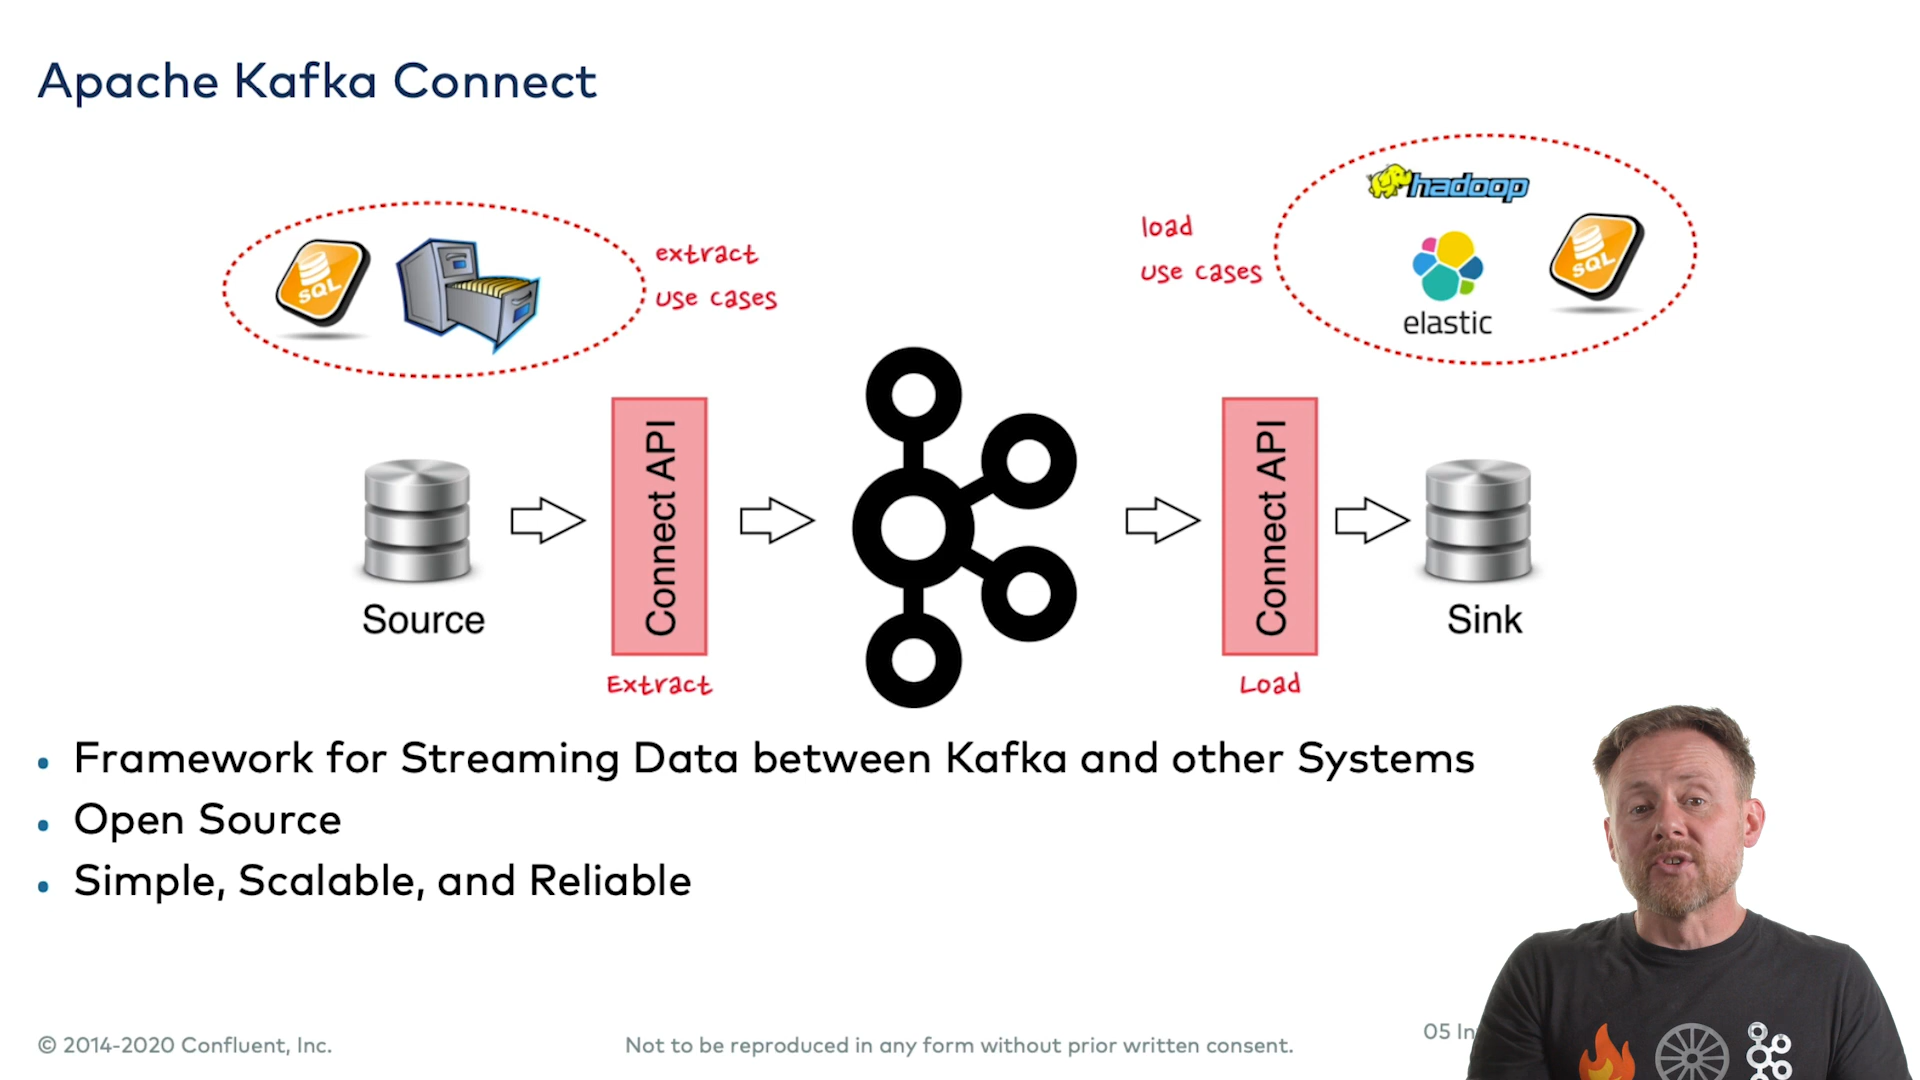 Apache Kafka Connect
SQL
extract
use cases
load
use cases
hadoop
elastic
SQL
Source
Connect API
Extract
Connect API
Load
Sink
• Framework for Streaming Data between Kafka and other Systems
• Open Source
• Simple, Scalable, and Reliable
© 2014-2020 Confluent, Inc.
Not to be reproduced in any form without prior written consent.
05